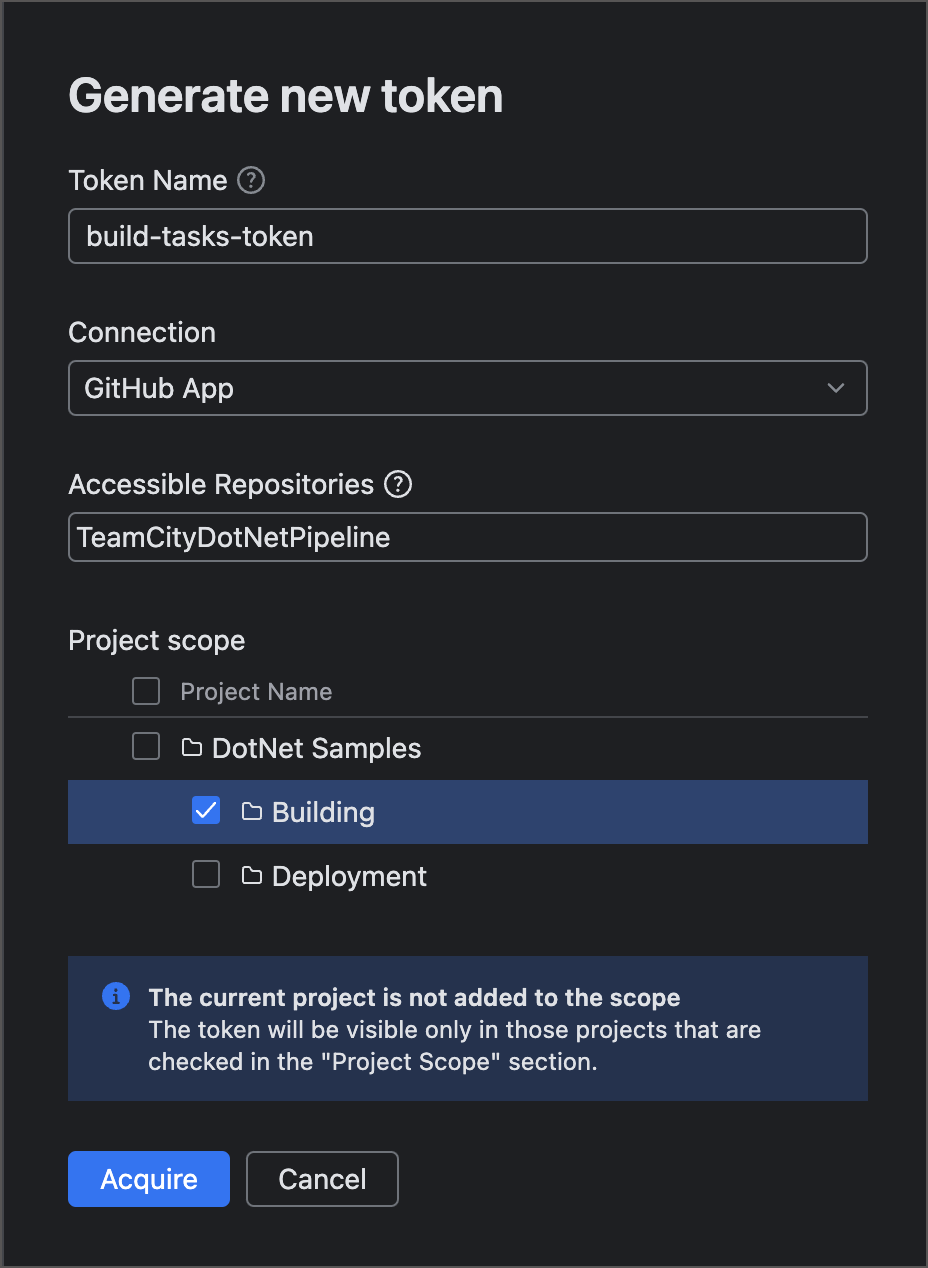 Generate new token
Token Name ?
build-tasks-token
Connection
GitHub App
Accessible Repositories ?
TeamCityDotNetPipeline
Project scope
Project Name
DotNet Samples
Building
Deployment
The current project is not added to the scope
The token will be visible only in those projects that are
checked in the "Project Scope" section.
Acquire Cancel